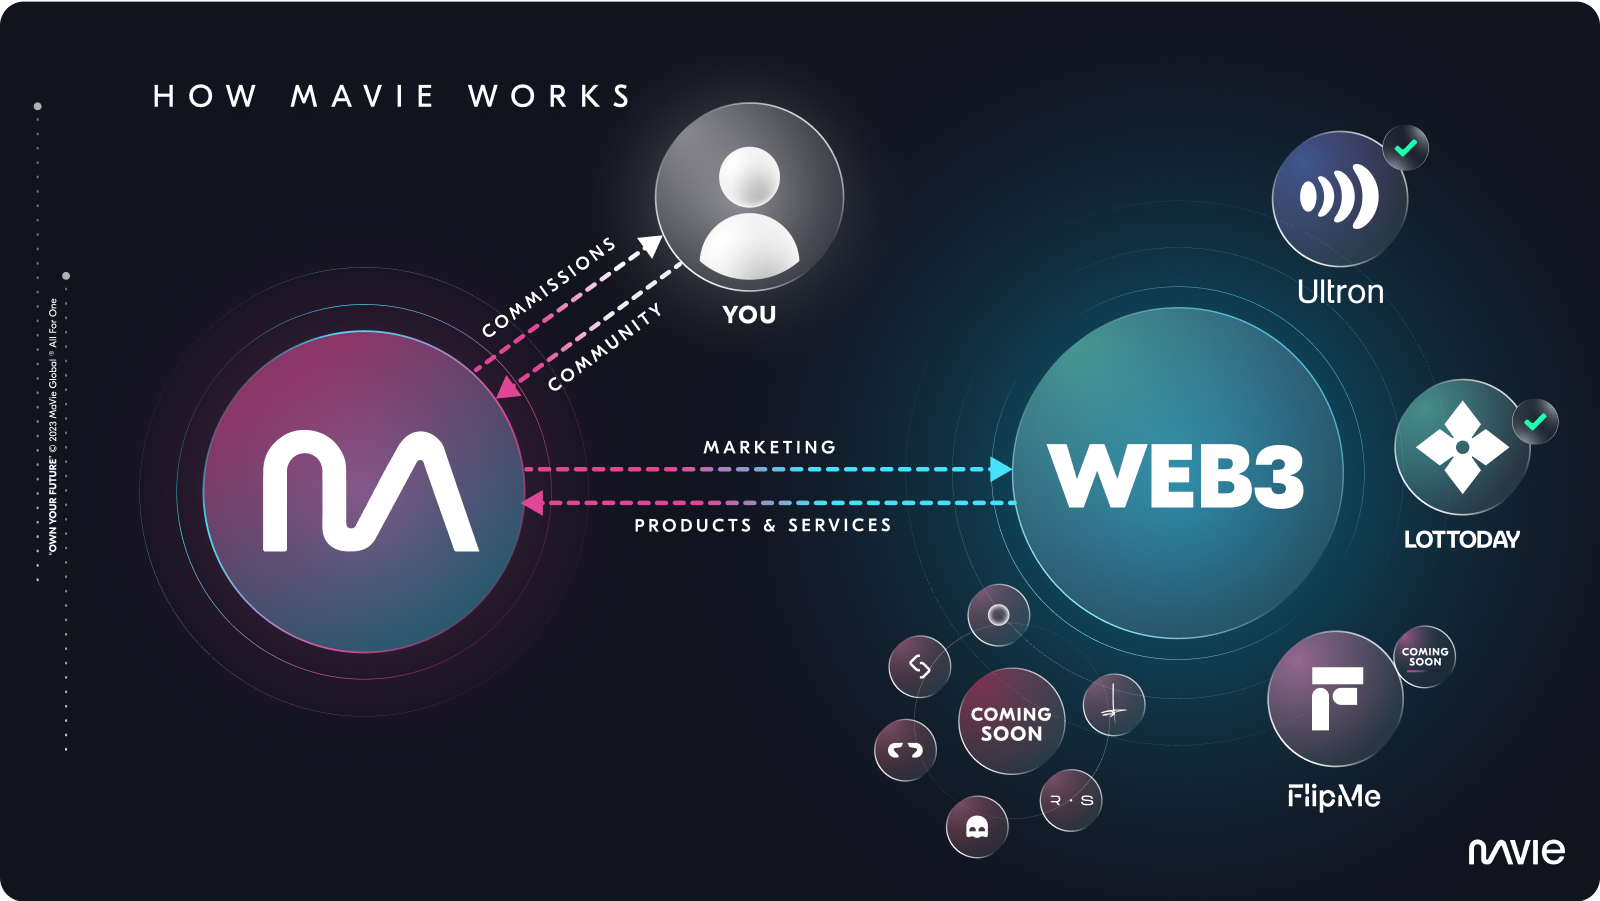 HOW MAVIE WORKS
COMMISSIONS
COMMUNITY
YOU
MARKETING
PRODUCTS & SERVICES
WEB3
Ultron
LOTTODAY
COMING
SOON
FlipMe
COMING
SOON
R · S
"OWN YOUR FUTURE" © 2023 MaVie Global ® All For One
MAVIE